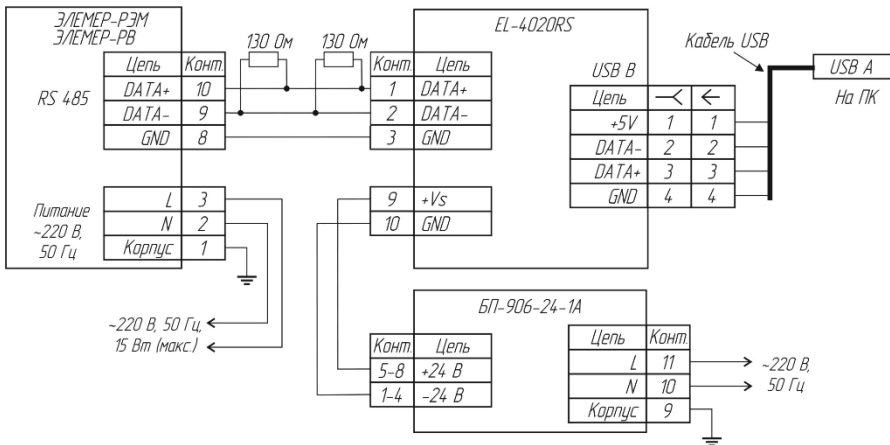 ЭЛЕМЕР-РЭМ
ЭЛЕМЕР-РВ
RS 485
Цепь Конт.
DATA+ 10
DATA- 9
GND 8
Питание
~220 В,
50 Гц
L 3
N 2
Корпус 1
~220 В, 50 Гц,
15 Вт (макс.)
130 Ом
130 Ом
EL-4020RS
Конт. Цепь
1 DATA+
2 DATA-
3 GND
9 +Vs
10 GND
USB B
Цепь
+5V 1 1
DATA- 2 2
DATA+ 3 3
GND 4 4
Кабель USB
USB A
На ПК
БП-906-24-1А
Конт. Цепь
5-8 +24 В
1-4 -24 В
Цепь Конт.
L 11
N 10
Корпус 9
~220 В,
50 Гц